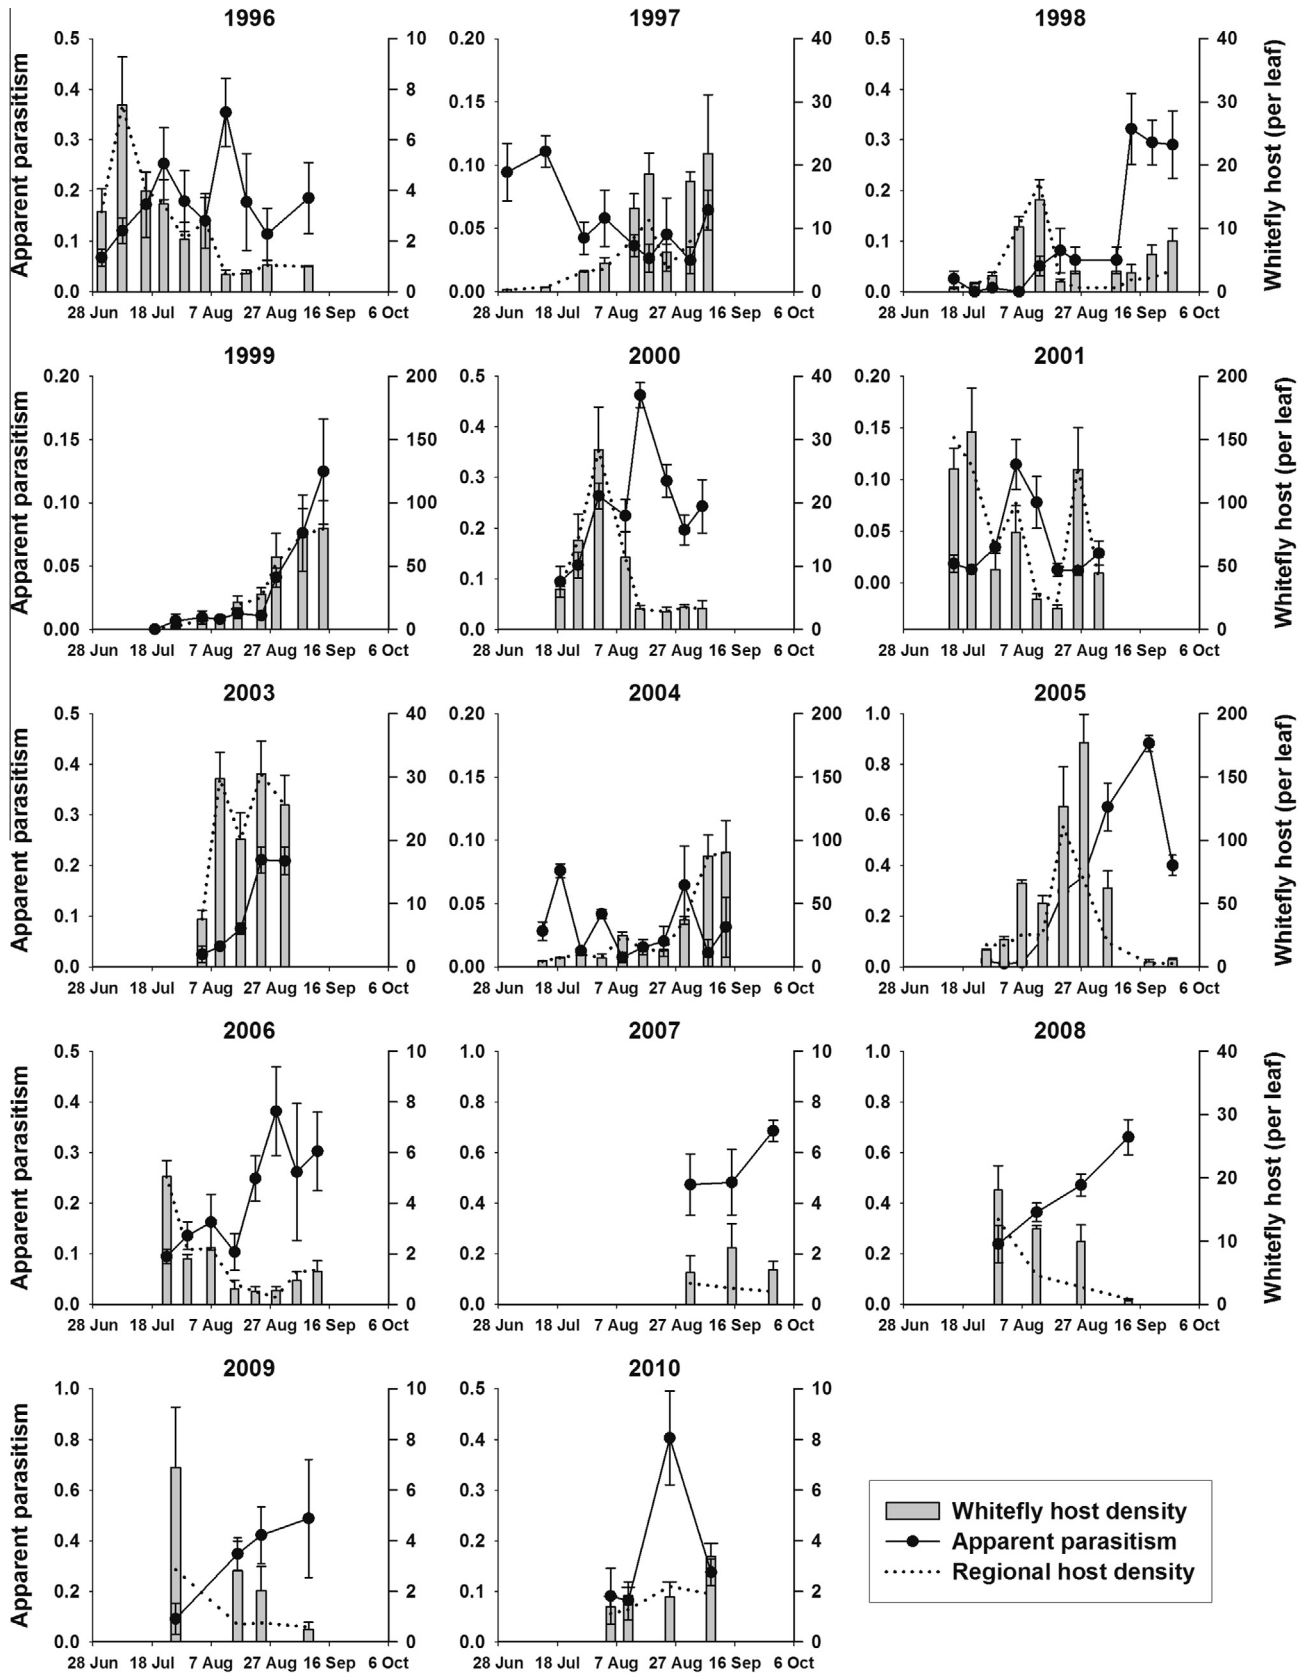 1996 1997 1998
Apparent parasitism
0.5 0.4 0.3 0.2 0.1 0.0
10 8 6 4 2 0
28 Jun 18 Jul 7 Aug 27 Aug 16 Sep 6 Oct
0.20 0.15 0.10 0.05 0.00
40 30 20 10 0
28 Jun 18 Jul 7 Aug 27 Aug 16 Sep 6 Oct
0.5 0.4 0.3 0.2 0.1 0.0
40 30 20 10 0
28 Jun 18 Jul 7 Aug 27 Aug 16 Sep 6 Oct
Whitefly host (per leaf)
1999 2000 2001
Apparent parasitism
0.20 0.15 0.10 0.05 0.00
200 150 100 50 0
28 Jun 18 Jul 7 Aug 27 Aug 16 Sep 6 Oct
0.5 0.4 0.3 0.2 0.1 0.0
40 30 20 10 0
28 Jun 18 Jul 7 Aug 27 Aug 16 Sep 6 Oct
0.20 0.15 0.10 0.05 0.00
200 150 100 50 0
28 Jun 18 Jul 7 Aug 27 Aug 16 Sep 6 Oct
Whitefly host (per leaf)
2003 2004 2005
Apparent parasitism
0.5 0.4 0.3 0.2 0.1 0.0
40 30 20 10 0
28 Jun 18 Jul 7 Aug 27 Aug 16 Sep 6 Oct
0.20 0.15 0.10 0.05 0.00
200 150 100 50 0
28 Jun 18 Jul 7 Aug 27 Aug 16 Sep 6 Oct
1.0 0.8 0.6 0.4 0.2 0.0
200 150 100 50 0
28 Jun 18 Jul 7 Aug 27 Aug 16 Sep 6 Oct
Whitefly host (per leaf)
2006 2007 2008
Apparent parasitism
0.5 0.4 0.3 0.2 0.1 0.0
10 8 6 4 2 0
28 Jun 18 Jul 7 Aug 27 Aug 16 Sep 6 Oct
1.0 0.8 0.6 0.4 0.2 0.0
10 8 6 4 2 0
28 Jun 18 Jul 7 Aug 27 Aug 16 Sep 6 Oct
1.0 0.8 0.6 0.4 0.2 0.0
40 30 20 10 0
28 Jun 18 Jul 7 Aug 27 Aug 16 Sep 6 Oct
Whitefly host (per leaf)
2009 2010
Apparent parasitism
1.0 0.8 0.6 0.4 0.2 0.0
10 8 6 4 2 0
28 Jun 18 Jul 7 Aug 27 Aug 16 Sep 6 Oct
0.5 0.4 0.3 0.2 0.1 0.0
10 8 6 4 2 0
28 Jun 18 Jul 7 Aug 27 Aug 16 Sep 6 Oct
Whitefly host density
Apparent parasitism
Regional host density